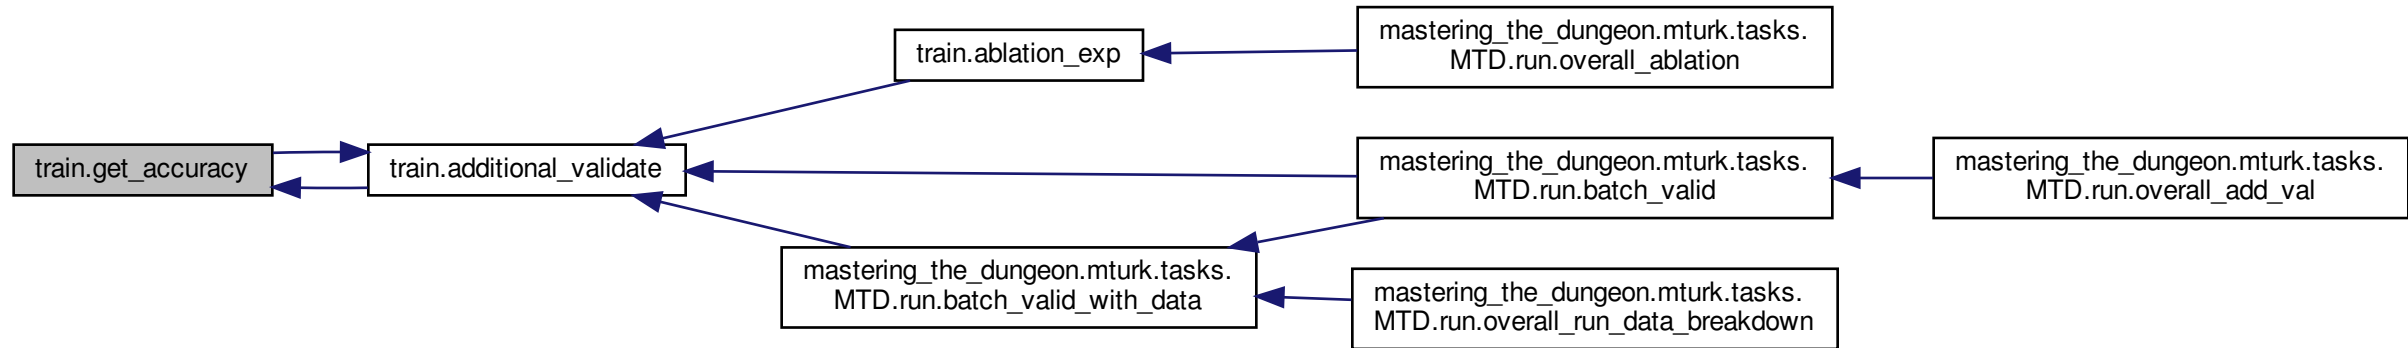 train.get_accuracy
train.additional_validate
train.ablation_exp
mastering_the_dungeon.mturk.tasks.
MTD.run.overall_ablation
mastering_the_dungeon.mturk.tasks.
MTD.run.batch_valid
mastering_the_dungeon.mturk.tasks.
MTD.run.overall_add_val
mastering_the_dungeon.mturk.tasks.
MTD.run.batch_valid_with_data
mastering_the_dungeon.mturk.tasks.
MTD.run.overall_run_data_breakdown